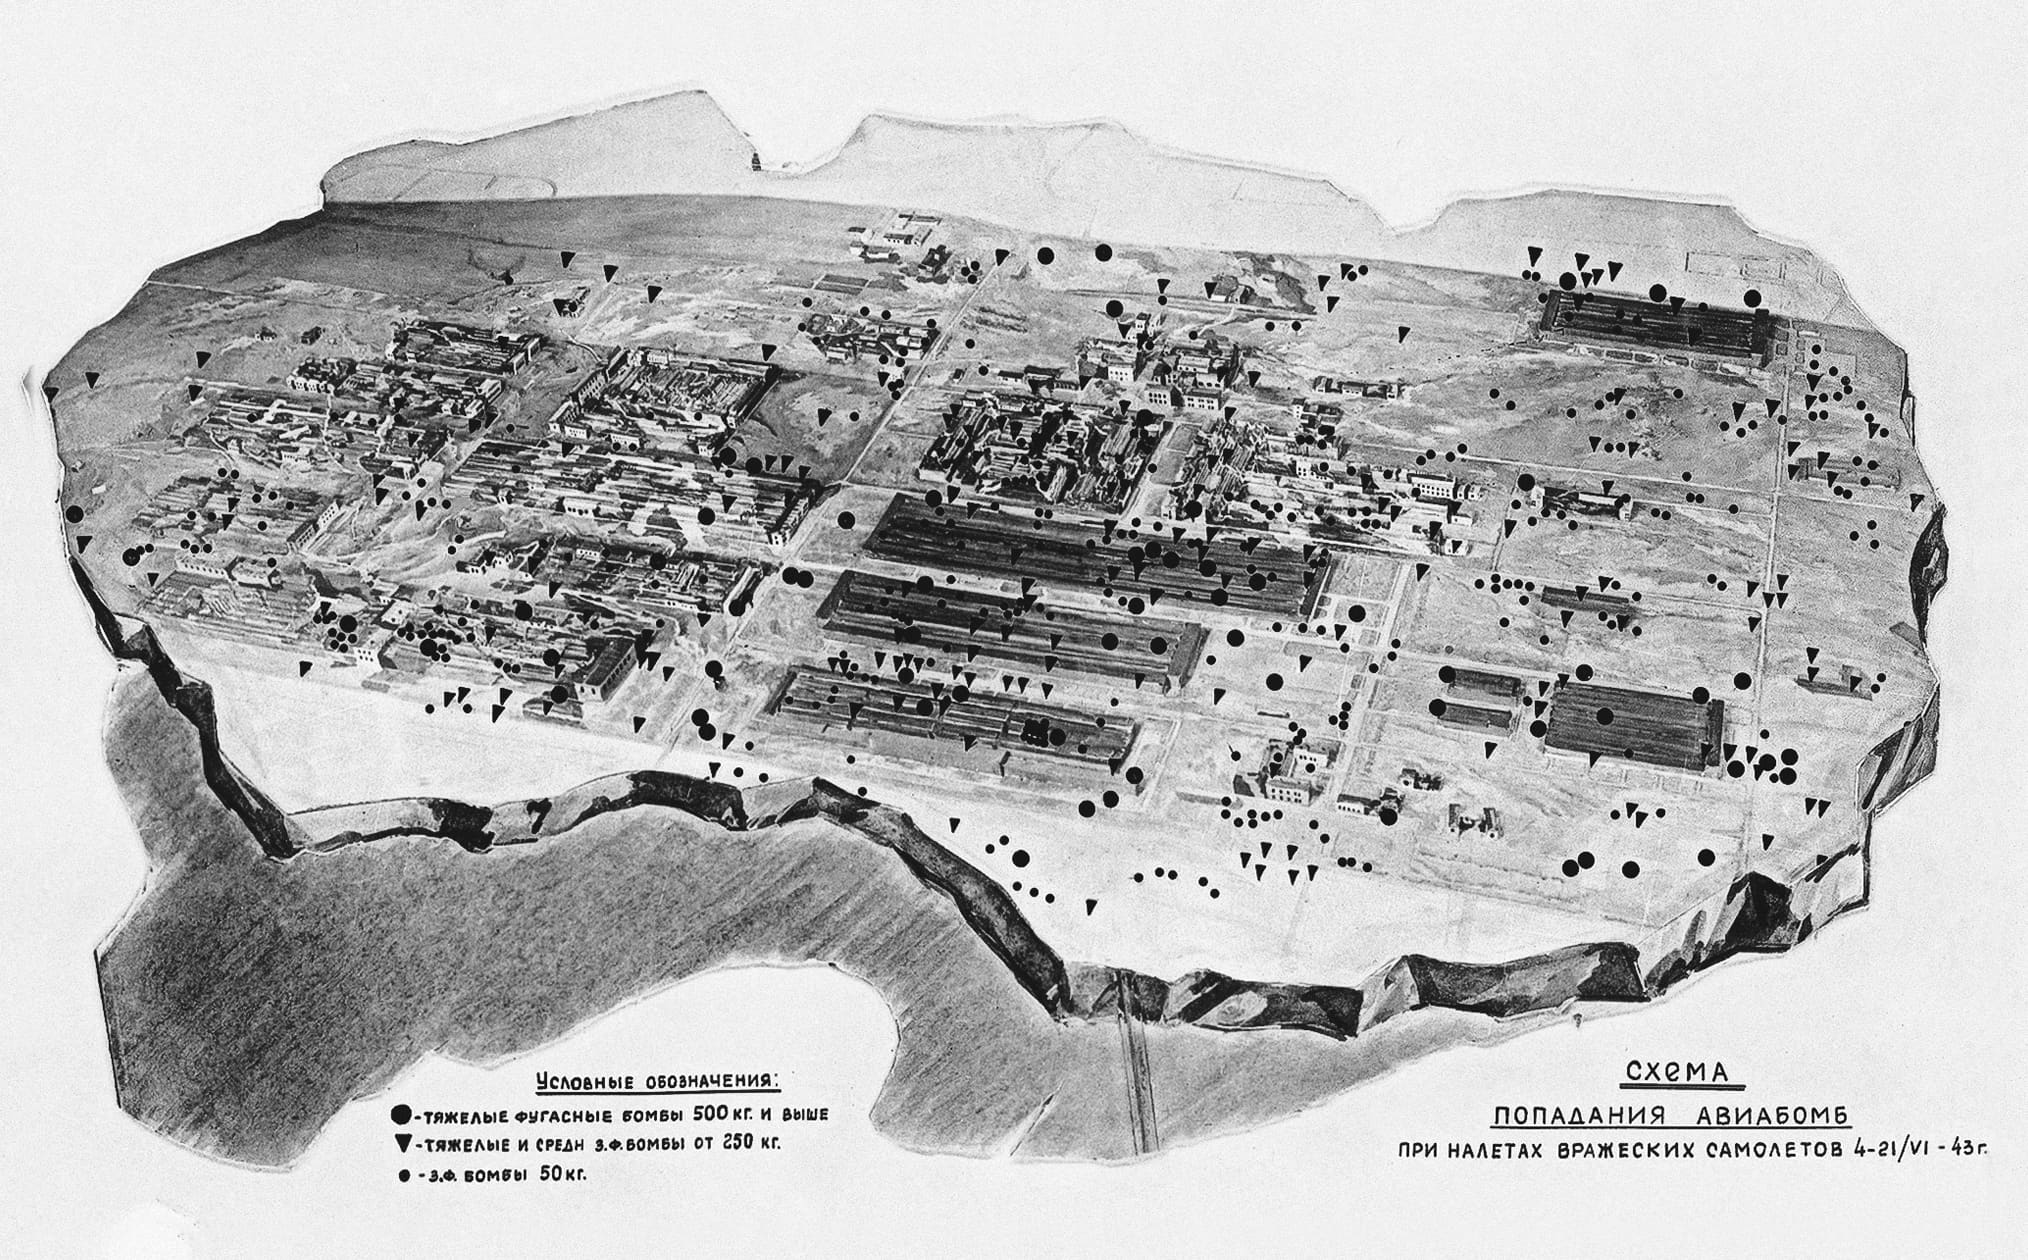 Условные обозначения:
- ТЯЖЕЛЫЕ ФУГАСНЫЕ БОМБЫ 500 КГ. И ВЫШЕ
- ТЯЖЕЛЫЕ И СРЕДН З.Ф. БОМБЫ ОТ 250 КГ.
- З.Ф. БОМБЫ 50 КГ.
СХЕМА
ПОПАДАНИЯ АВИАБОМБ
ПРИ НАЛЕТАХ ВРАЖЕСКИХ САМОЛЕТОВ 4-21/VI - 43 г.